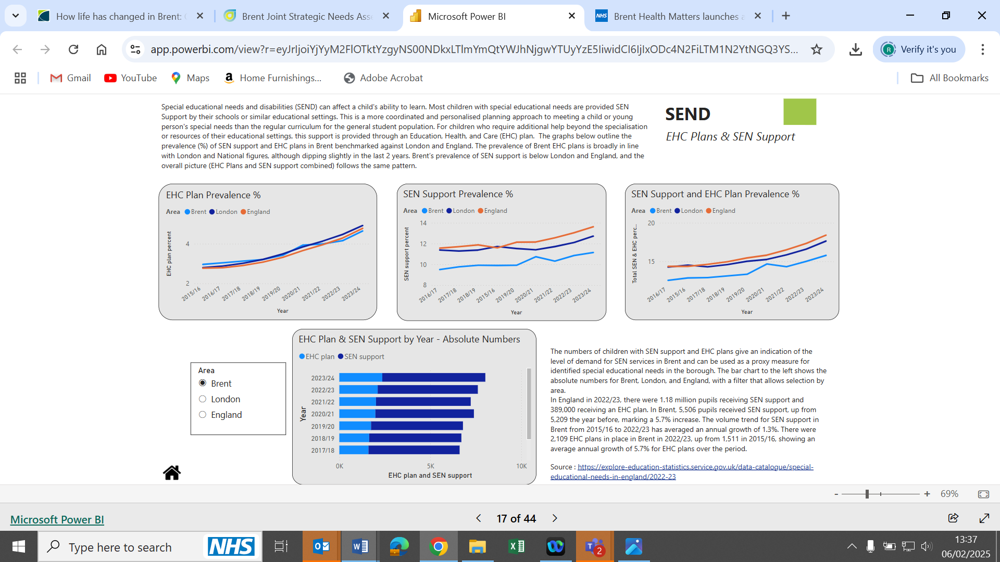 How life has changed in Brent:
Brent Joint Strategic Needs Asse
Microsoft Power BI
NHS
Brent Health Matters launches a
app.powerbi.com/view?r=eyJrIjoiYjYyM2FlOTktYzgyNS00NDkxLTlmYmQtYWJhNjgwYTUyYzE5IiwidCI6IjIxODc4N2FiLTM1N2YtNGQ3YS...
R
Verify it's you
Gmail
YouTube
Maps
Home Furnishings...
Adobe Acrobat
All Bookmarks
Special educational needs and disabilities (SEND) can affect a child's ability to learn. Most children with special educational needs are provided SEN
Support by their schools or similar educational settings. This is a more coordinated and personalised planning approach to meeting a child or young
person's special needs than the regular curriculum for the general student population. For children who require additional help beyond the specialisation
or resources of their educational settings, this support is provided through an Education, Health, and Care (EHC) plan. The graphs below outline the
prevalence (%) of SEN support and EHC plans in Brent benchmarked against London and England. The prevalence of Brent EHC plans is broadly in line
with London and National figures, although dipping slightly in the last 2 years. Brent's prevalence of SEN support is below London and England, and the
overall picture (EHC Plans and SEN support combined) follows the same pattern.
SEND
EHC Plans & SEN Support
EHC Plan Prevalence %
Area Brent London England
EHC plan percent
4
2
2015/16 2016/17 2017/18 2018/19 2019/20 2020/21 2021/22 2022/23 2023/24
Year
SEN Support Prevalence %
Area Brent London England
SEN support percent
14
12
10
8
2016/17 2017/18 2018/19 2015/16 2019/20 2020/21 2021/22 2022/23 2023/24
Year
SEN Support and EHC Plan Prevalence %
Area Brent London England
Total SEN & EHC perc...
20
15
2016/17 2015/16 2017/18 2018/19 2019/20 2020/21 2021/22 2022/23 2023/24
Year
Area
Brent
London
England
EHC Plan & SEN Support by Year - Absolute Numbers
EHC plan SEN support
Year
2023/24
2022/23
2021/22
2020/21
2019/20
2018/19
2017/18
0K 5K 10K
EHC plan and SEN support
The numbers of children with SEN support and EHC plans give an indication of the
level of demand for SEN services in Brent and can be used as a proxy measure for
identified special educational needs in the borough. The bar chart to the left shows the
absolute numbers for Brent, London, and England, with a filter that allows selection by
area.
In England in 2022/23, there were 1.18 million pupils receiving SEN support and
389,000 receiving an EHC plan. In Brent, 5,506 pupils received SEN support, up from
5,209 the year before, marking a 5.7% increase. The volume trend for SEN support in
Brent from 2015/16 to 2022/23 has averaged an annual growth of 1.3%. There were
2,109 EHC plans in place in Brent in 2022/23, up from 1,511 in 2015/16, showing an
average annual growth of 5.7% for EHC plans over the period.
Source : https://explore-education-statistics.service.gov.uk/data-catalogue/special-
educational-needs-in-england/2022-23
- + 69%
Microsoft Power BI
17 of 44
Type here to search
NHS
2
13:37
06/02/2025